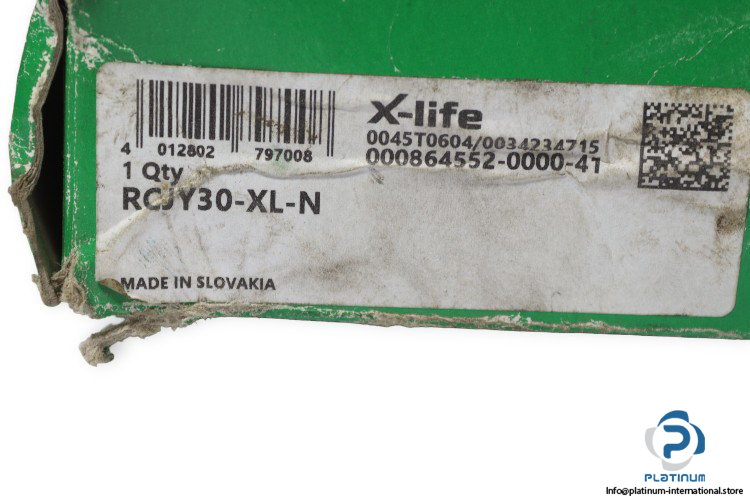 X-life
0045T0604/0034234715
000864552-0000-41
4 012802 797008
1 Qty
RCJY30-XL-N
MADE IN SLOVAKIA
PLATINUM
Info@platinum-international.store